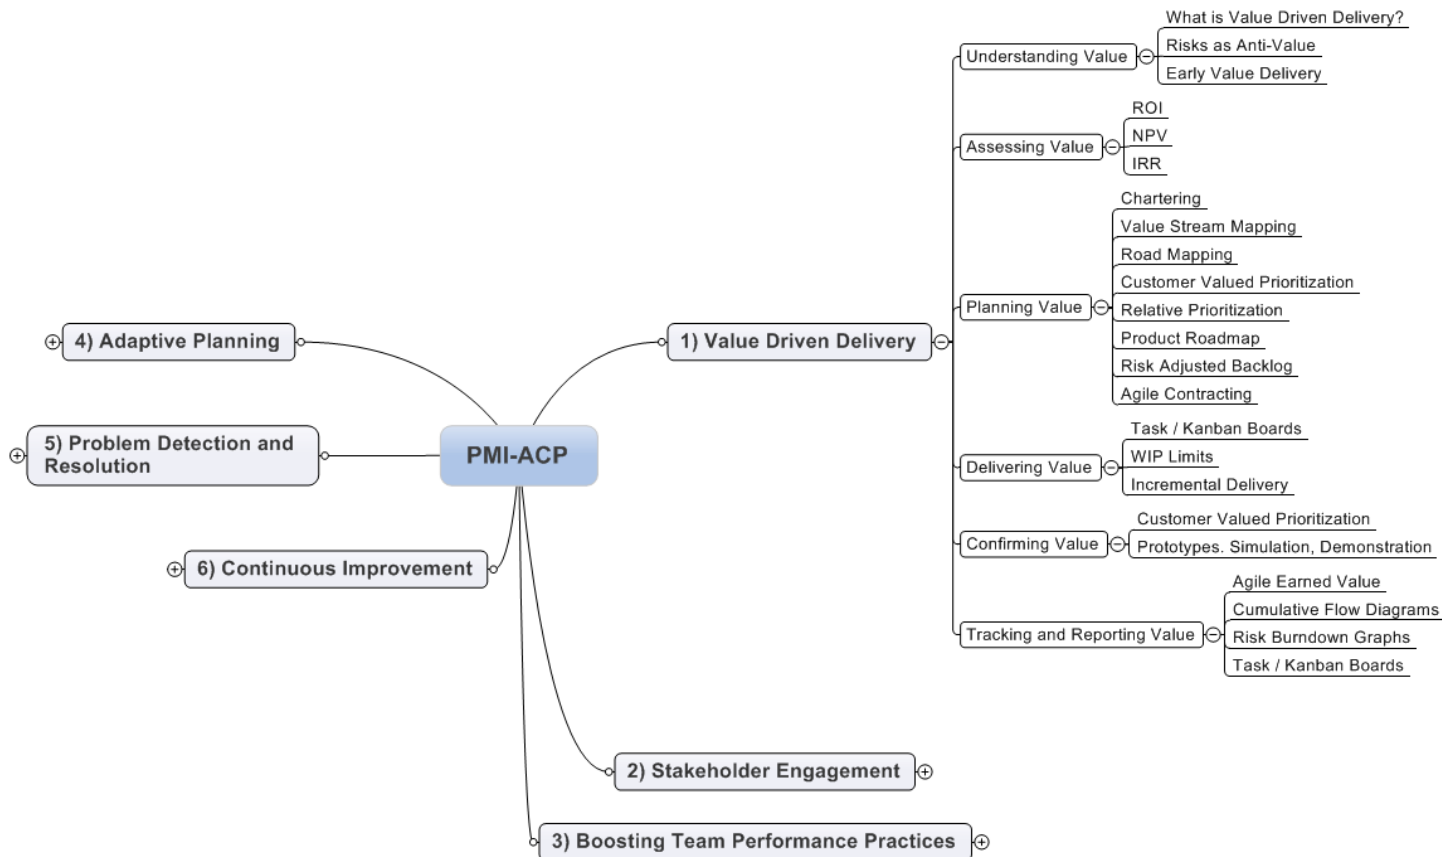 What is Value Driven Delivery?
Understanding Value
Risks as Anti-Value
Early Value Delivery
ROI
Assessing Value
NPV
IRR
Chartering
Value Stream Mapping
Road Mapping
Customer Valued Prioritization
Planning Value
Relative Prioritization
Product Roadmap
Risk Adjusted Backlog
Agile Contracting
4) Adaptive Planning
1) Value Driven Delivery
5) Problem Detection and
Resolution
PMI-ACP
Task / Kanban Boards
Delivering Value
WIP Limits
Incremental Delivery
Customer Valued Prioritization
Confirming Value
Prototypes. Simulation, Demonstration
6) Continuous Improvement
Agile Earned Value
Cumulative Flow Diagrams
Tracking and Reporting Value
Risk Burndown Graphs
Task / Kanban Boards
2) Stakeholder Engagement
3) Boosting Team Performance Practices